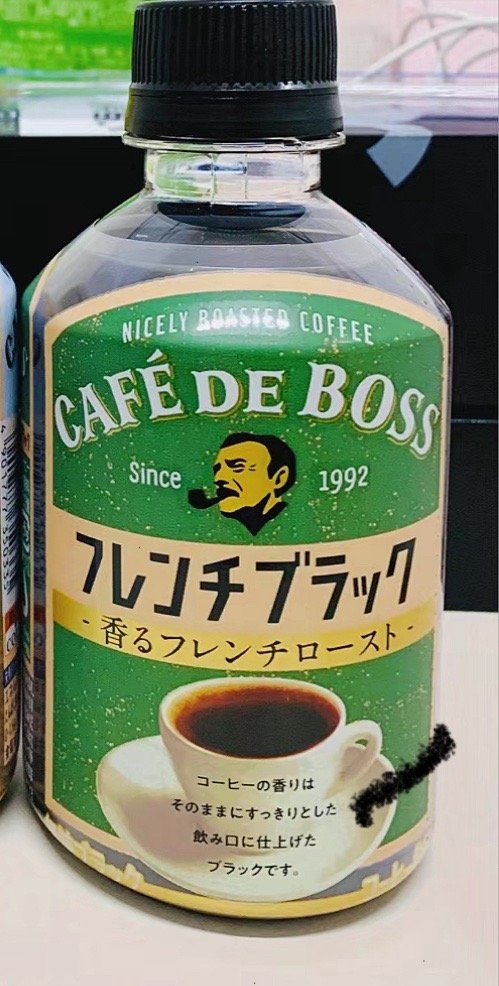 NICELY ROASTED COFFEE
CAFÉ DE BOSS
Since 1992
フレンチブラック
- 香るフレンチロースト -
コーヒーの香りは
そのままにすっきりとした
飲み口に仕上げた
ブラックです。